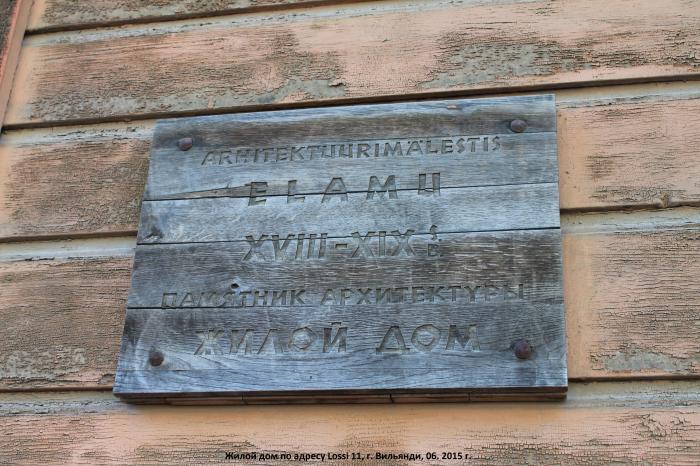 ARHITEKTUURIMÄLESTIS
ELAMU
XVIII-XIX S. В.
ПАМЯТНИК АРХИТЕКТУРЫ
ЖИЛОЙ ДОМ
Жилой дом по адресу Lossi 11, г. Вильянди, 06. 2015 г.